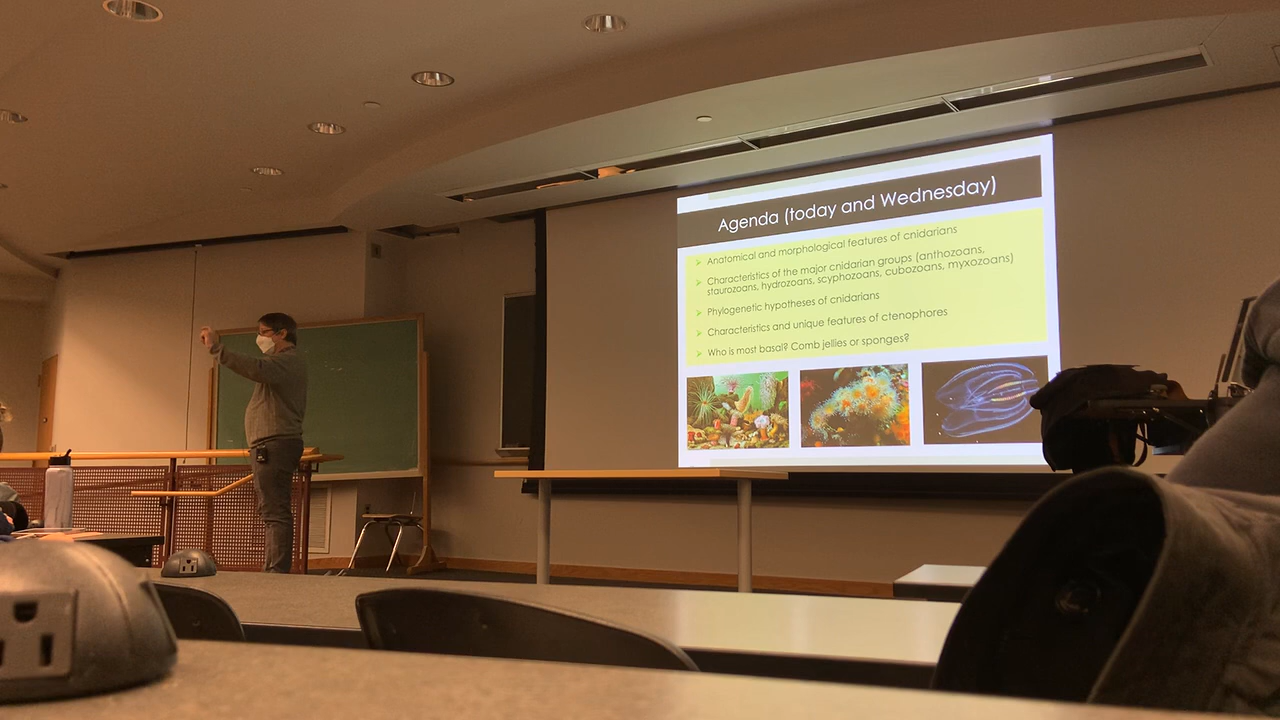 Agenda (today and Wednesday)
Anatomical and morphological features of cnidarians
Characteristics of the major cnidarian groups (anthozoans,
staurozoans, hydrozoans, scyphozoans, cubozoans, myxozoans)
Phylogenetic hypotheses of cnidarians
Characteristics and unique features of ctenophores
Who is most basal? Comb jellies or sponges?